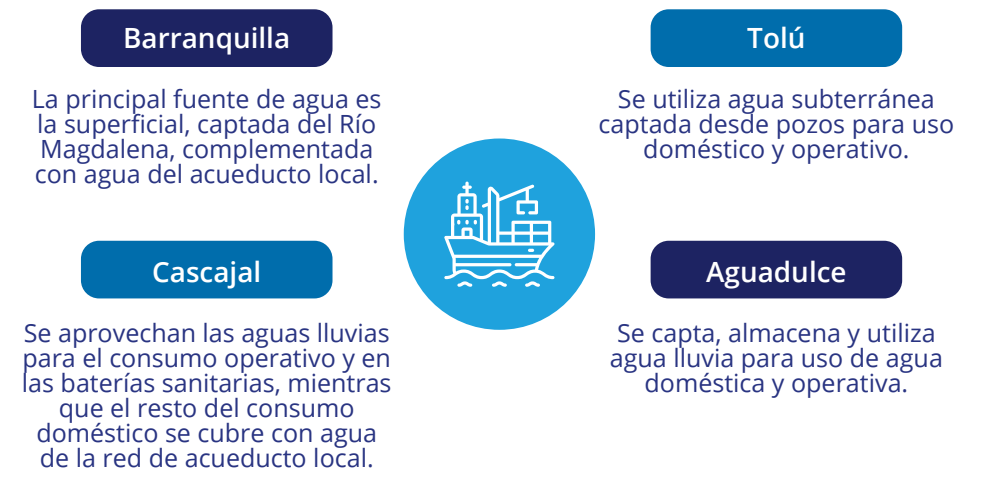 Barranquilla
La principal fuente de agua es
la superficial, captada del Río
Magdalena, complementada
con agua del acueducto local.
Tolú
Se utiliza agua subterránea
captada desde pozos para uso
doméstico y operativo.
Cascajal
Se aprovechan las aguas lluvias
para el consumo operativo y en
las baterías sanitarias, mientras
que el resto del consumo
doméstico se cubre con agua
de la red de acueducto local.
Aguadulce
Se capta, almacena y utiliza
agua lluvia para uso de agua
doméstica y operativa.